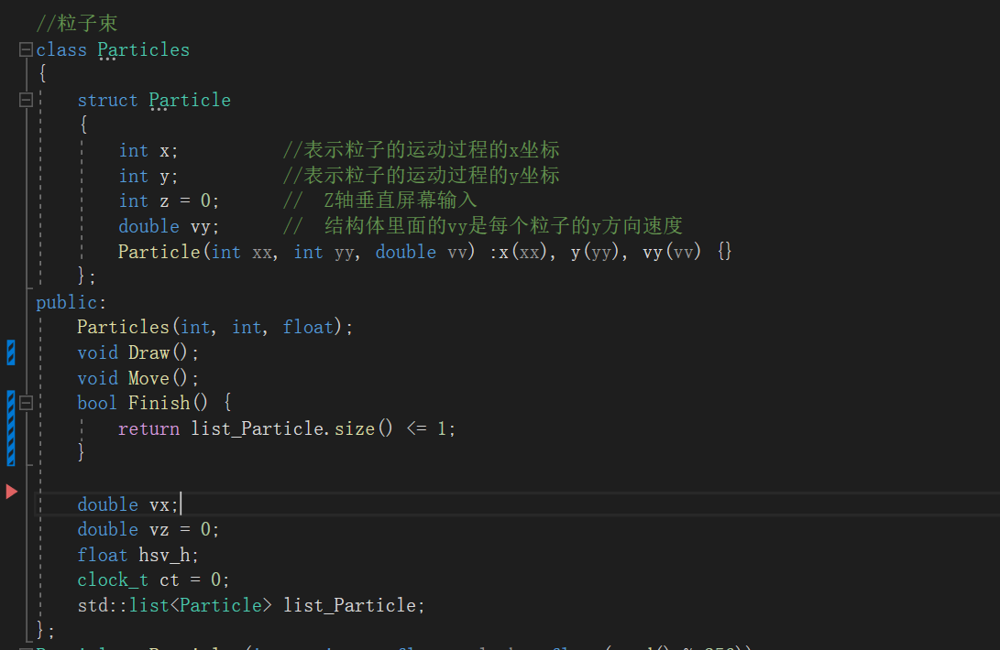 //粒子束
class Particles
{
struct Particle
{
int x; //表示粒子的运动过程的x坐标
int y; //表示粒子的运动过程的y坐标
int z = 0; // Z轴垂直屏幕输入
double vy; // 结构体里面的vy是每个粒子的y方向速度
Particle(int xx, int yy, double vv) :x(xx), y(yy), vy(vv) {}
};
public:
Particles(int, int, float);
void Draw();
void Move();
bool Finish() {
return list_Particle.size() <= 1;
}
double vx;
double vz = 0;
float hsv_h;
clock_t ct = 0;
std::list<Particle> list_Particle;
};